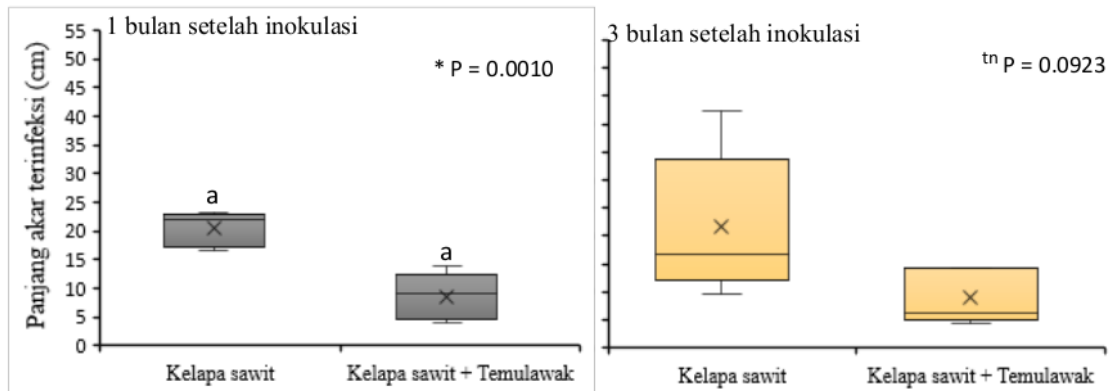 1 bulan setelah inokulasi
* P = 0.0010
Panjang akar terinfeksi (cm)
55
50
45
40
35
30
25
20
15
10
5
0
a
a
Kelapa sawit
Kelapa sawit + Temulawak
3 bulan setelah inokulasi
tn P = 0.0923
Kelapa sawit
Kelapa sawit + Temulawak